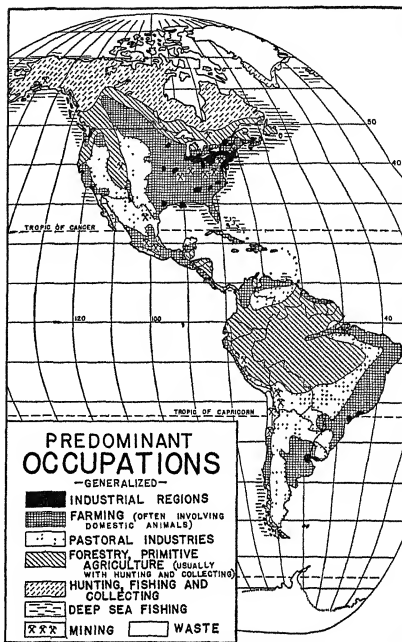 50
40
TROPIC OF CANCER
120
100
40
TROPIC OF CAPRICORN
PREDOMINANT
OCCUPATIONS
—GENERALIZED—
INDUSTRIAL REGIONS
FARMING (OFTEN INVOLVING
DOMESTIC ANIMALS)
PASTORAL INDUSTRIES
FORESTRY, PRIMITIVE
AGRICULTURE (USUALLY
WITH HUNTING AND COLLECTING)
HUNTING, FISHING AND
COLLECTING
DEEP SEA FISHING
MINING WASTE